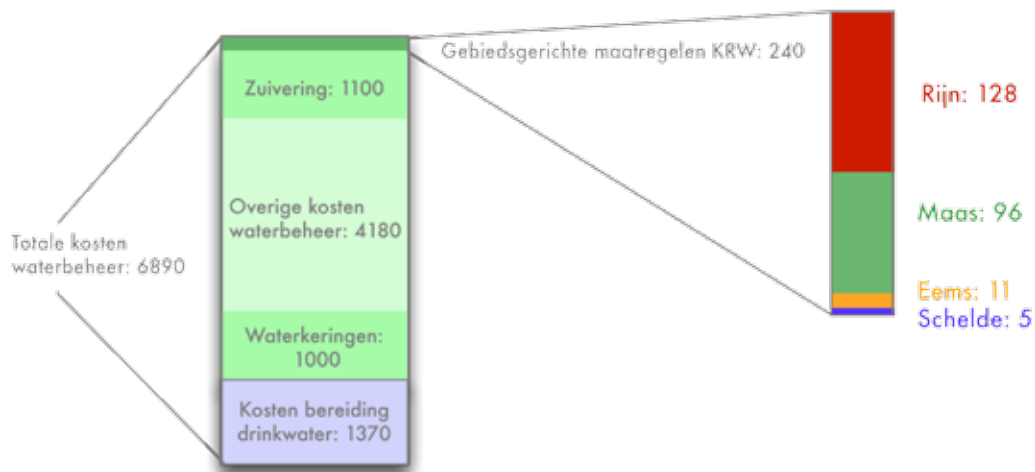 Gebiedsgerichte maatregelen KRW: 240
Zuivering: 1100
Overige kosten
waterbeheer: 4180
Totale kosten
waterbeheer: 6890
Waterkeringen:
1000
Kosten bereiding
drinkwater: 1370
Rijn: 128
Maas: 96
Eems: 11
Schelde: 5